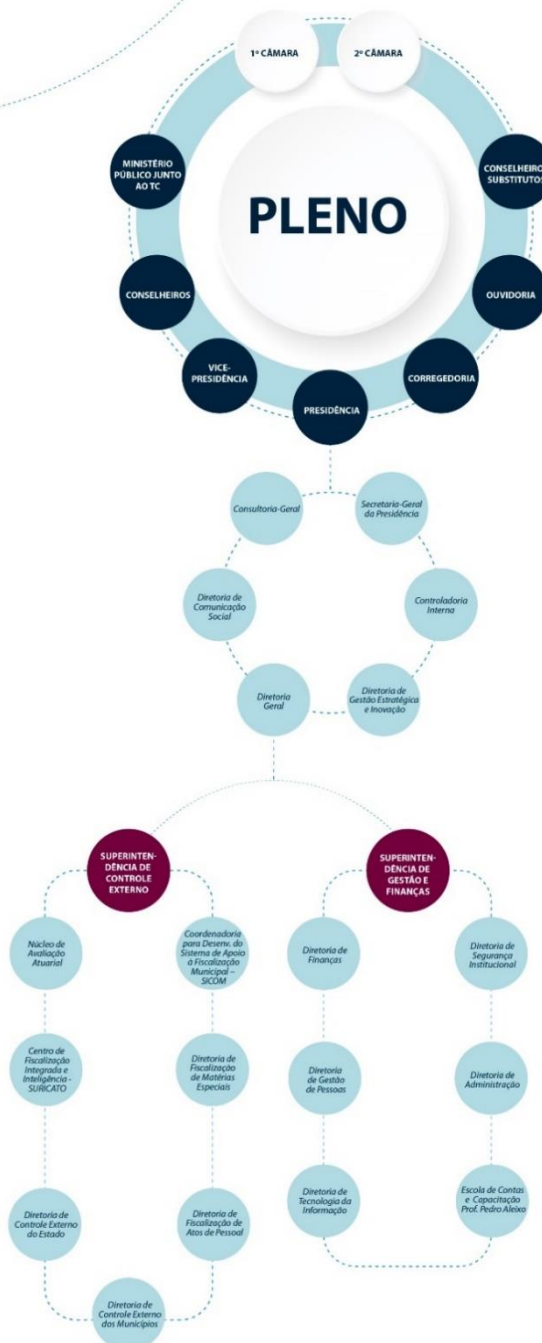 1ª CÂMARA
2ª CÂMARA
MINISTÉRIO
PÚBLICO JUNTO
AO TC
CONSELHEIROS
SUBSTITUTOS
PLENO
CONSELHEIROS
OUVIDORIA
VICE-
PRESIDÊNCIA
CORREGEDORIA
PRESIDÊNCIA
Consultoria-Geral
Secretaria-Geral
da Presidência
Diretoria de
Comunicação
Social
Controladoria
Interna
Diretoria
Geral
Diretoria de
Gestão Estratégica
e Inovação
SUPERINTEN-
DÊNCIA DE
CONTROLE
EXTERNO
SUPERINTEN-
DÊNCIA DE
GESTÃO E
FINANÇAS
Núcleo de
Avaliação
Atuarial
Coordenadoria
para Desenv. do
Sistema de Apoio
à Fiscalização
Municipal –
SICOM
Diretoria de
Finanças
Diretoria de
Segurança
Institucional
Centro de
Fiscalização
Integrada e
Inteligência -
SURICATO
Diretoria de
Fiscalização
de Matérias
Especiais
Diretoria
de Gestão
de Pessoas
Diretoria de
Administração
Diretoria de
Controle Externo
do Estado
Diretoria de
Fiscalização de
Atos de Pessoal
Diretoria de
Tecnologia da
Informação
Escola de Contas
e Capacitação
Prof. Pedro Aleixo
Diretoria de
Controle Externo
dos Municípios